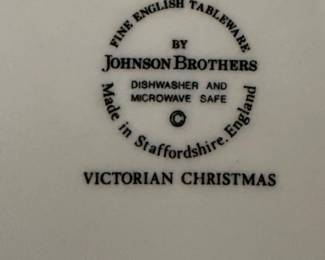 FINE ENGLISH TABLEWARE
BY
JOHNSON BROTHERS
DISHWASHER AND
MICROWAVE SAFE
©
Made in Staffordshire, England
VICTORIAN CHRISTMAS